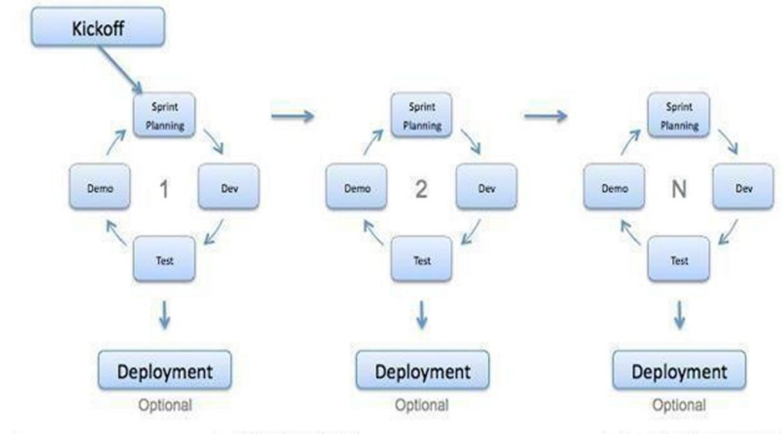 Kickoff
Sprint
Planning
Demo
1
Dev
Test
Deployment
Optional
Sprint
Planning
Demo
2
Dev
Test
Deployment
Optional
Sprint
Planning
Demo
N
Dev
Test
Deployment
Optional